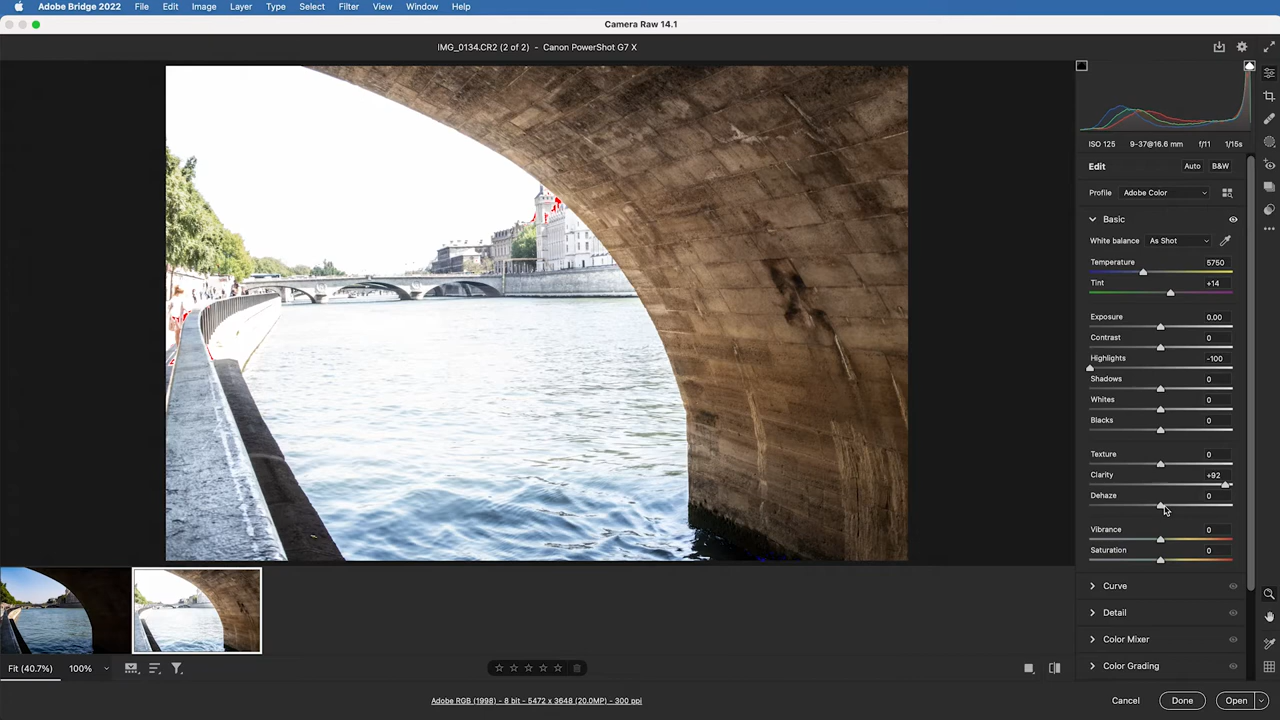 Adobe Bridge 2022 File Edit Image Layer Type Select Filter View Window Help
Camera Raw 14.1
IMG_0134.CR2 (2 of 2) - Canon PowerShot G7 X
ISO 125 9-37@16.6 mm f/11 1/15s
Edit Auto B&W
Profile Adobe Color
Basic
White balance As Shot
Temperature 5750
Tint +14
Exposure 0.00
Contrast 0
Highlights -100
Shadows 0
Whites 0
Blacks 0
Texture 0
Clarity +92
Dehaze 0
Vibrance 0
Saturation 0
Curve
Detail
Color Mixer
Color Grading
Fit (40.7%) 100%
Adobe RGB (1998) - 8 bit - 5472 x 3648 (20.0MP) - 300 ppi
Cancel Done Open